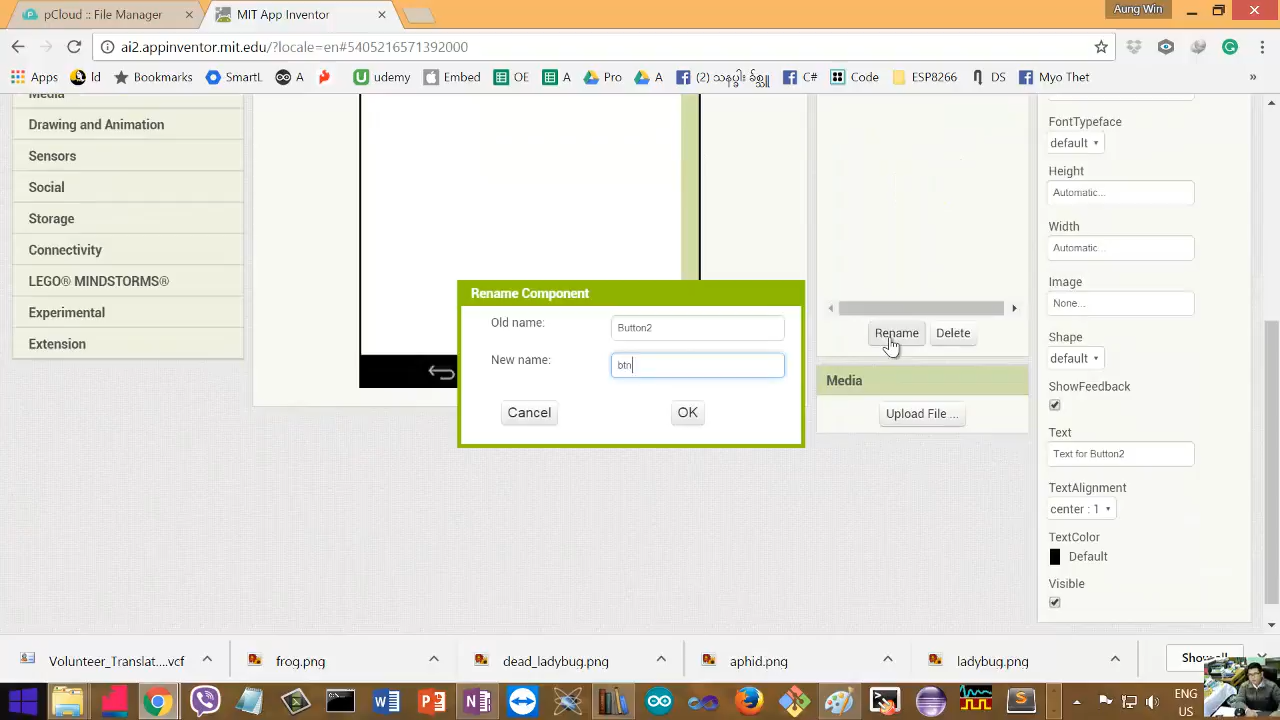 pCloud :: File Manager
MIT App Inventor
Aung Win
ai2.appinventor.mit.edu/?locale=en#5405216571392000
Apps
Id
Bookmarks
SmartL
A
udemy
Embed
OE
A
Pro
A
C#
Code
ESP8266
DS
Myo Thet
»
Media
Drawing and Animation
Sensors
Social
Storage
Connectivity
LEGO® MINDSTORMS®
Experimental
Extension
Rename Component
Old name:
Button2
New name:
btn
Cancel
OK
Rename
Delete
Media
Upload File ...
FontTypeface
default
Height
Automatic...
Width
Automatic...
Image
None...
Shape
default
ShowFeedback
Text
Text for Button2
TextAlignment
center : 1
TextColor
Default
Visible
Volunteer_Translat....vcf
frog.png
dead_ladybug.png
aphid.png
ladybug.png
ENG
US